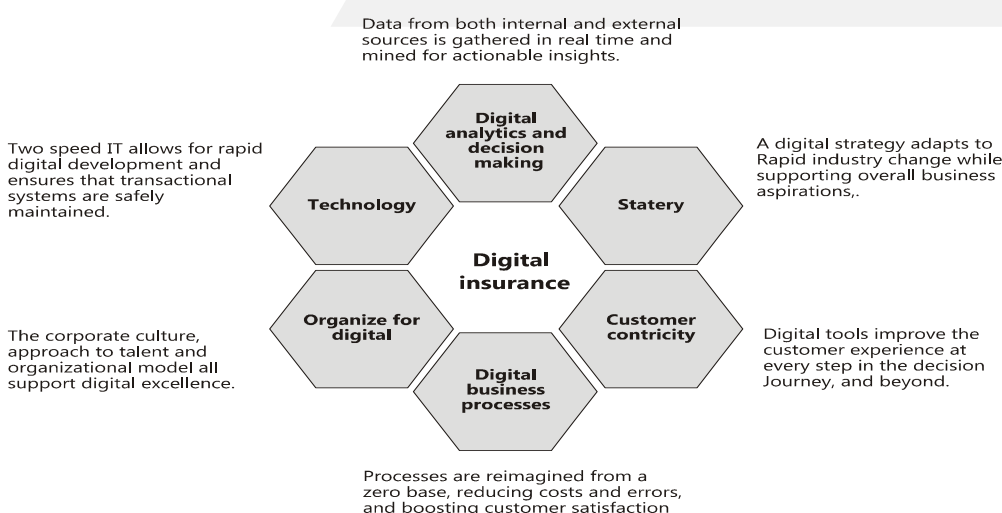 Data from both internal and external
sources is gathered in real time and
mined for actionable insights.
Digital
analytics and
decision
making
Two speed IT allows for rapid
digital development and
ensures that transactional
systems are safely
maintained.
Technology
Statery
A digital strategy adapts to
Rapid industry change while
supporting overall business
aspirations,.
Digital
insurance
The corporate culture,
approach to talent and
organizational model all
support digital excellence.
Organize for
digital
Customer
contricity
Digital tools improve the
customer experience at
every step in the decision
Journey, and beyond.
Digital
business
processes
Processes are reimagined from a
zero base, reducing costs and errors,
and boosting customer satisfaction